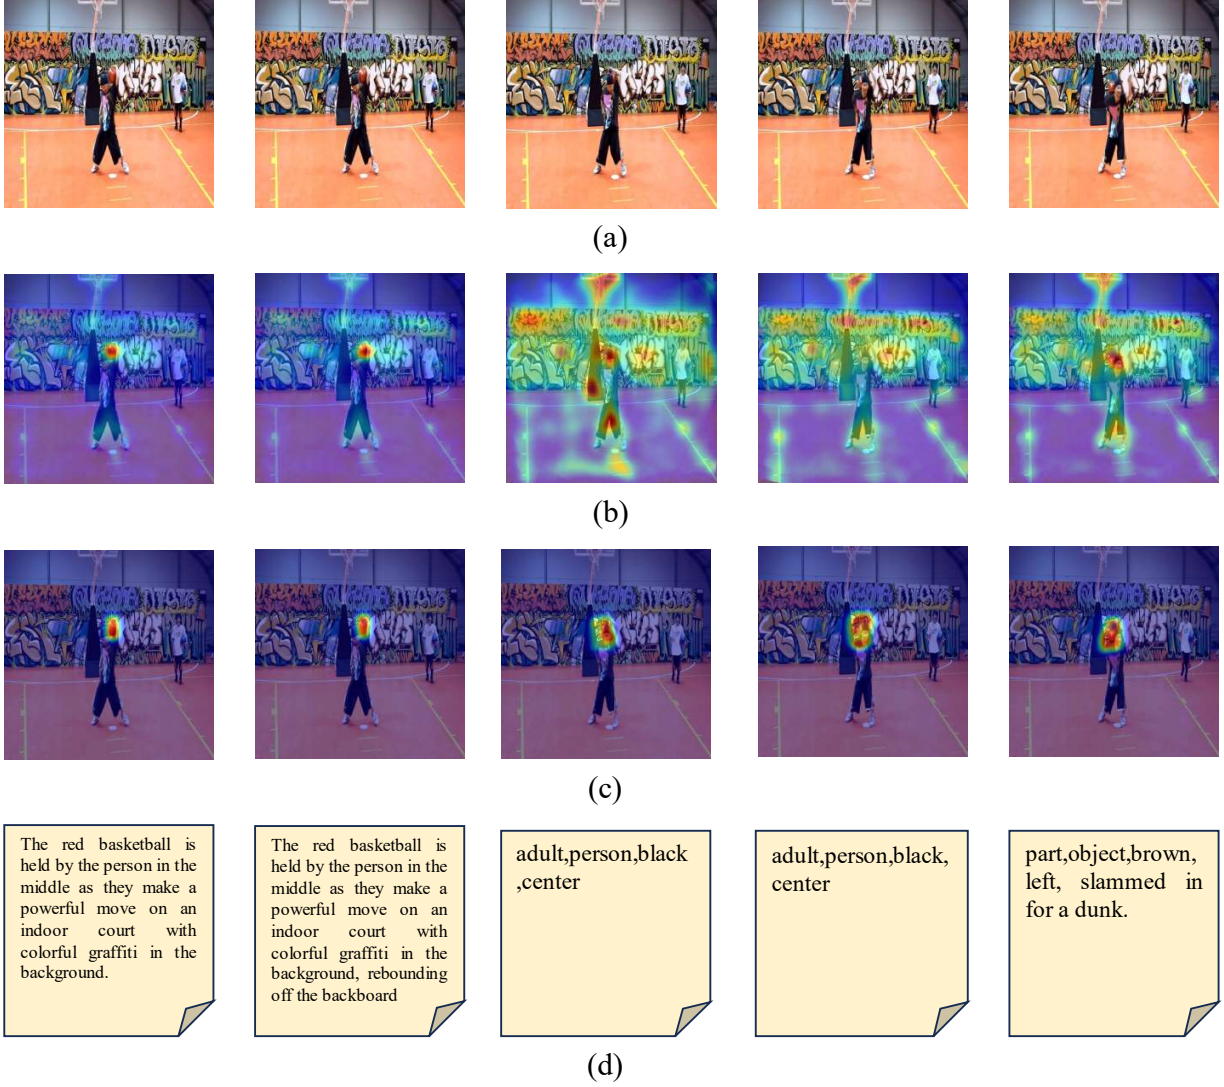 (a)
(b)
(c)
The red basketball is
held by the person in the
middle as they make a
powerful move on an
indoor court with
colorful graffiti in the
background.
The red basketball is
held by the person in the
middle as they make a
powerful move on an
indoor court with
colorful graffiti in the
background, rebounding
off the backboard
adult,person,black
,center
adult,person,black,
center
part,object,brown,
left, slammed in
for a dunk.
(d)